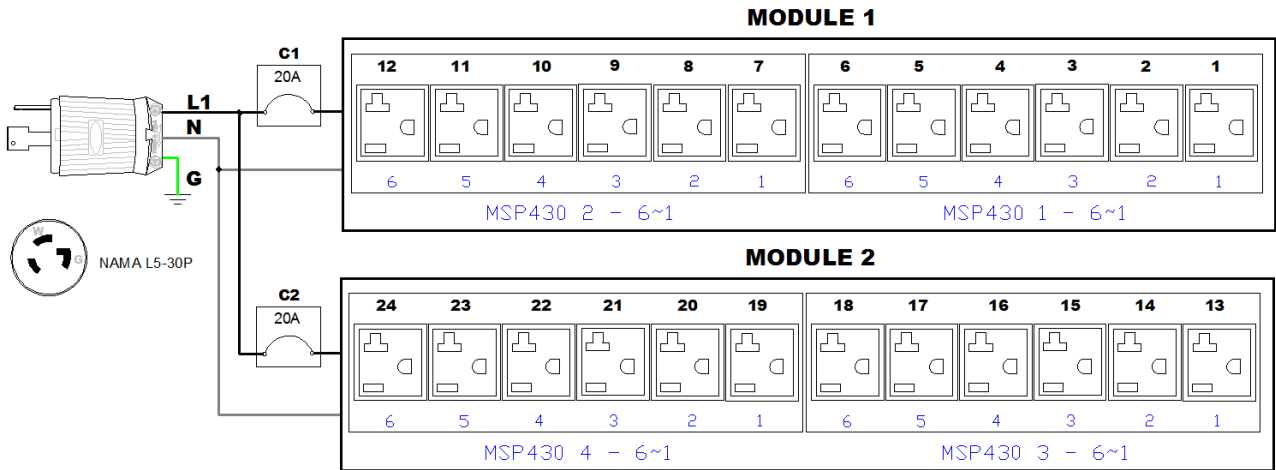 MODULE 1
C1
20A
12 11 10 9 8 7 6 5 4 3 2 1
L1
N
G
6 5 4 3 2 1 6 5 4 3 2 1
MSP430 2 - 6~1 MSP430 1 - 6~1
W
G
NAMA L5-30P
MODULE 2
C2
20A
24 23 22 21 20 19 18 17 16 15 14 13
6 5 4 3 2 1 6 5 4 3 2 1
MSP430 4 - 6~1 MSP430 3 - 6~1